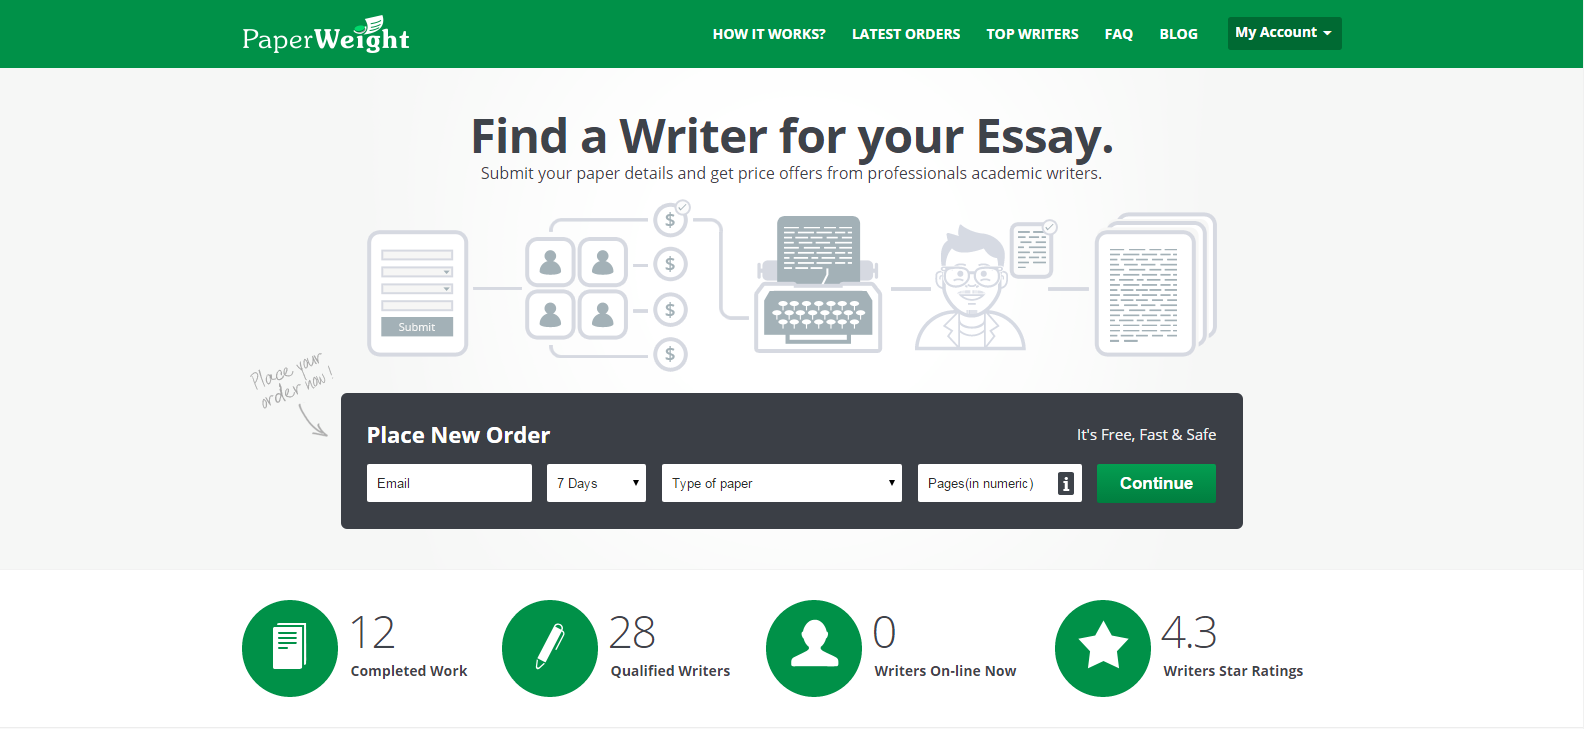 PaperWeight
HOW IT WORKS?
LATEST ORDERS
TOP WRITERS
FAQ
BLOG
My Account
Find a Writer for your Essay.
Submit your paper details and get price offers from professionals academic writers.
$
$
$
$
Submit
Place your
order now!
Place New Order
It's Free, Fast & Safe
Email
7 Days
Type of paper
Pages(in numeric)
i
Continue
12
Completed Work
28
Qualified Writers
0
Writers On-line Now
4.3
Writers Star Ratings